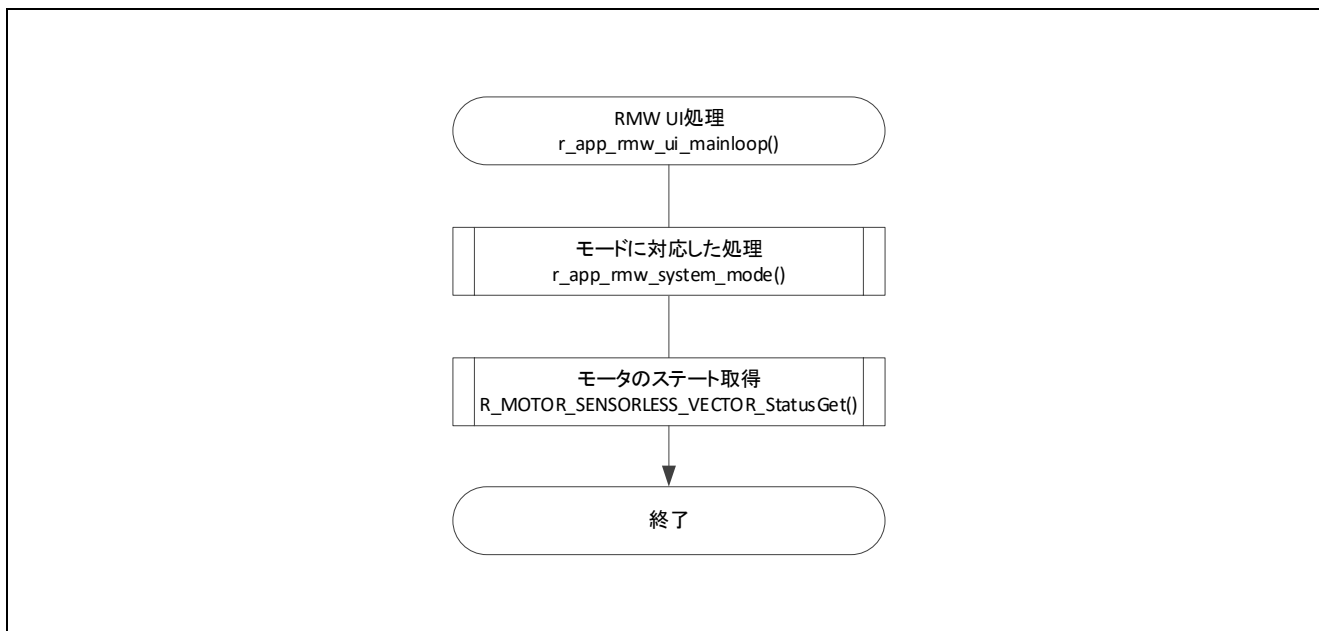 RMW UI処理
r_app_rmw_ui_mainloop()
モードに対応した処理
r_app_rmw_system_mode()
モータのステート取得
R_MOTOR_SENSORLESS_VECTOR_StatusGet()
終了